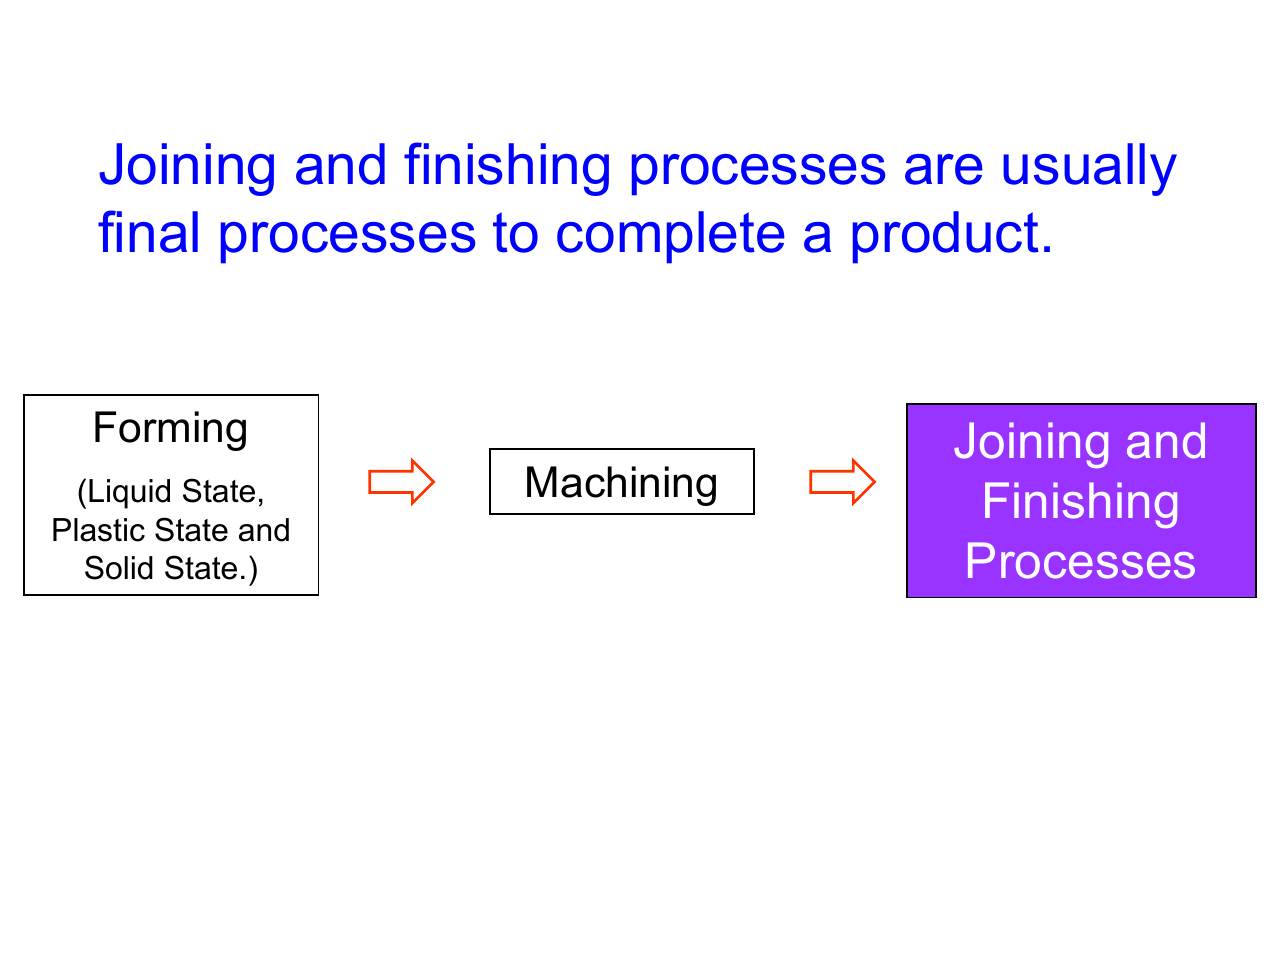 Joining and finishing processes are usually
final processes to complete a product.
Forming
(Liquid State,
Plastic State and
Solid State.)
Machining
Joining and
Finishing
Processes